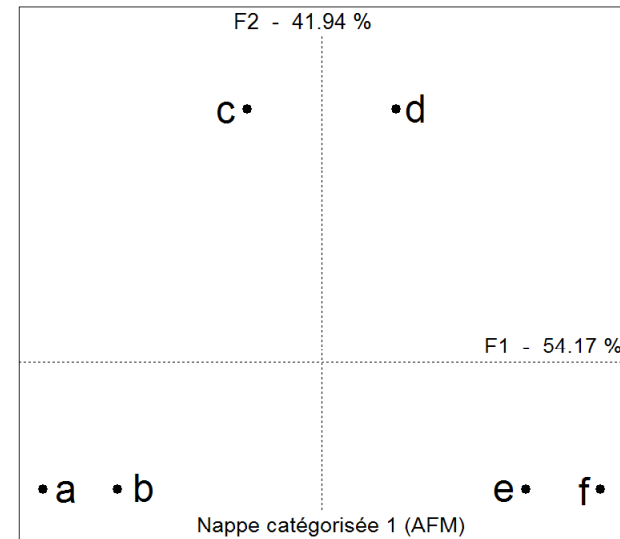 F2 - 41.94 %
c d
F1 - 54.17 %
a b e f
Nappe catégorisée 1 (AFM)